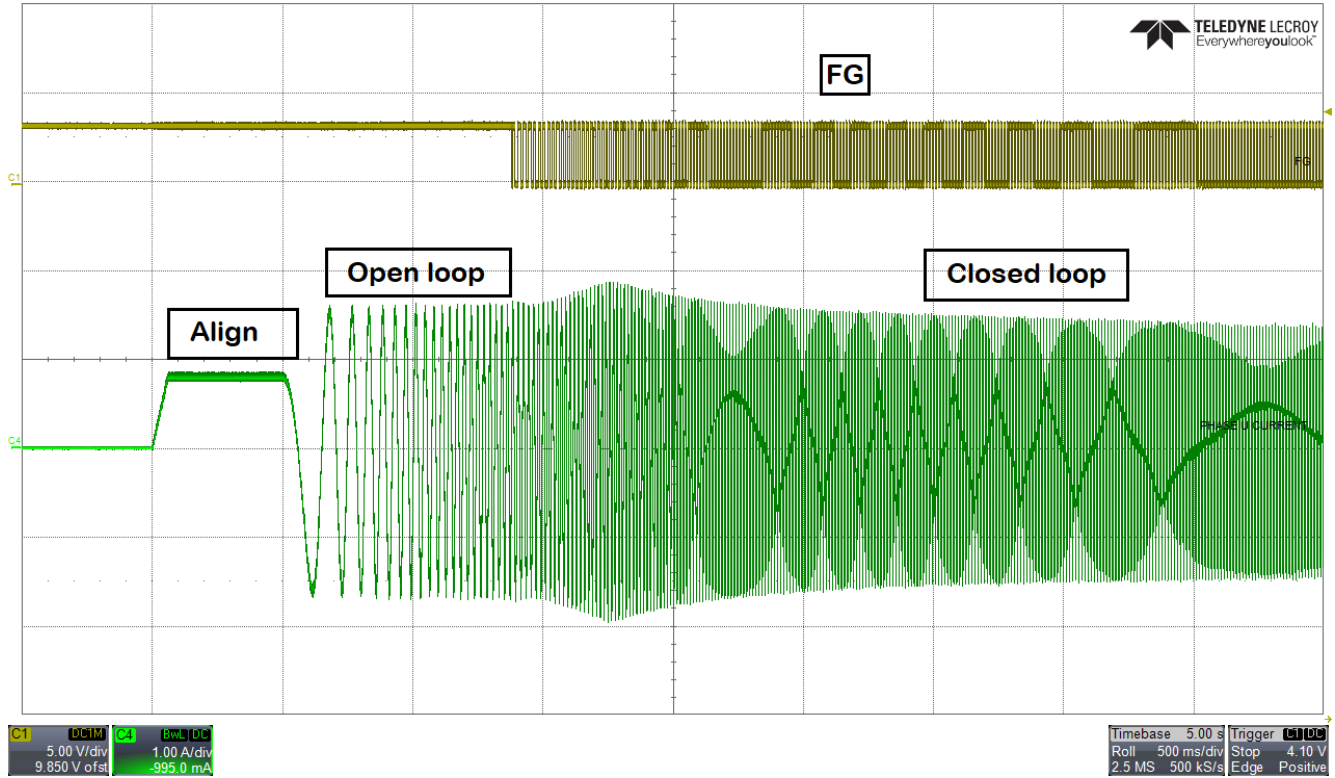 TELEDYNE LECROY
Everywhereyoulook™
FG
C1
FG
Open loop
Closed loop
Align
C4
PHASE U CURRENT
C1 DC1M
5.00 V/div
9.850 V ofst
C4 BwL DC
1.00 A/div
-995.0 mA
Timebase 5.00 s
Roll 500 ms/div
2.5 MS 500 kS/s
Trigger C1 DC
Stop 4.10 V
Edge Positive